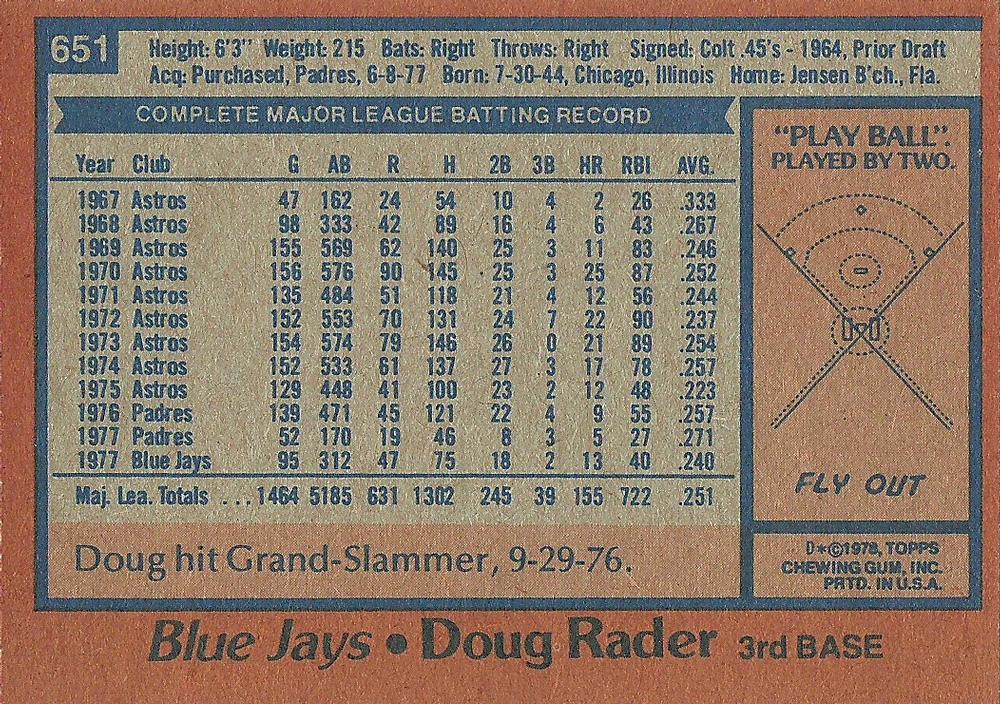 651
Height: 6'3" Weight: 215 Bats: Right Throws: Right Signed: Colt .45's - 1964, Prior Draft
Acq: Purchased, Padres, 6-8-77 Born: 7-30-44, Chicago, Illinois Home: Jensen B'ch., Fla.
COMPLETE MAJOR LEAGUE BATTING RECORD
Year Club G AB R H 2B 3B HR RBI AVG.
1967 Astros 47 162 24 54 10 4 2 26 .333
1968 Astros 98 333 42 89 16 4 6 43 .267
1969 Astros 155 569 62 140 25 3 11 83 .246
1970 Astros 156 576 90 145 25 3 25 87 .252
1971 Astros 135 484 51 118 21 4 12 56 .244
1972 Astros 152 553 70 131 24 7 22 90 .237
1973 Astros 154 574 79 146 26 0 21 89 .254
1974 Astros 152 533 61 137 27 3 17 78 .257
1975 Astros 129 448 41 100 23 2 12 48 .223
1976 Padres 139 471 45 121 22 4 9 55 .257
1977 Padres 52 170 19 46 8 3 5 27 .271
1977 Blue Jays 95 312 47 75 18 2 13 40 .240
Maj. Lea. Totals ... 1464 5185 631 1302 245 39 155 722 .251
Doug hit Grand-Slammer, 9-29-76.
"PLAY BALL".
PLAYED BY TWO.
FLY OUT
D*©1978, TOPPS
CHEWING GUM, INC.
PRTD. IN U.S.A.
Blue Jays • Doug Rader 3rd BASE